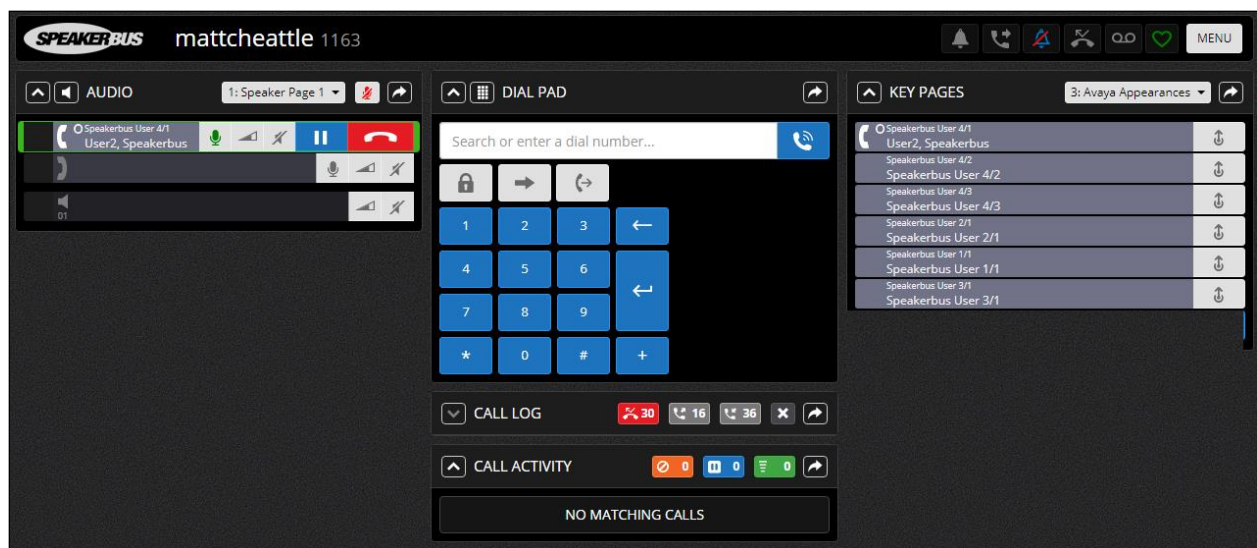 SPEAKERBUS mattcheattle 1163
MENU
AUDIO
1: Speaker Page 1
Speakerbus User 4/1
User2, Speakerbus
01
DIAL PAD
Search or enter a dial number...
1 2 3
4 5 6
7 8 9
* 0 # +
CALL LOG
30 16 36
CALL ACTIVITY
0 0 0
NO MATCHING CALLS
KEY PAGES
3: Avaya Appearances
Speakerbus User 4/1
User2, Speakerbus
Speakerbus User 4/2
Speakerbus User 4/2
Speakerbus User 4/3
Speakerbus User 4/3
Speakerbus User 2/1
Speakerbus User 2/1
Speakerbus User 1/1
Speakerbus User 1/1
Speakerbus User 3/1
Speakerbus User 3/1